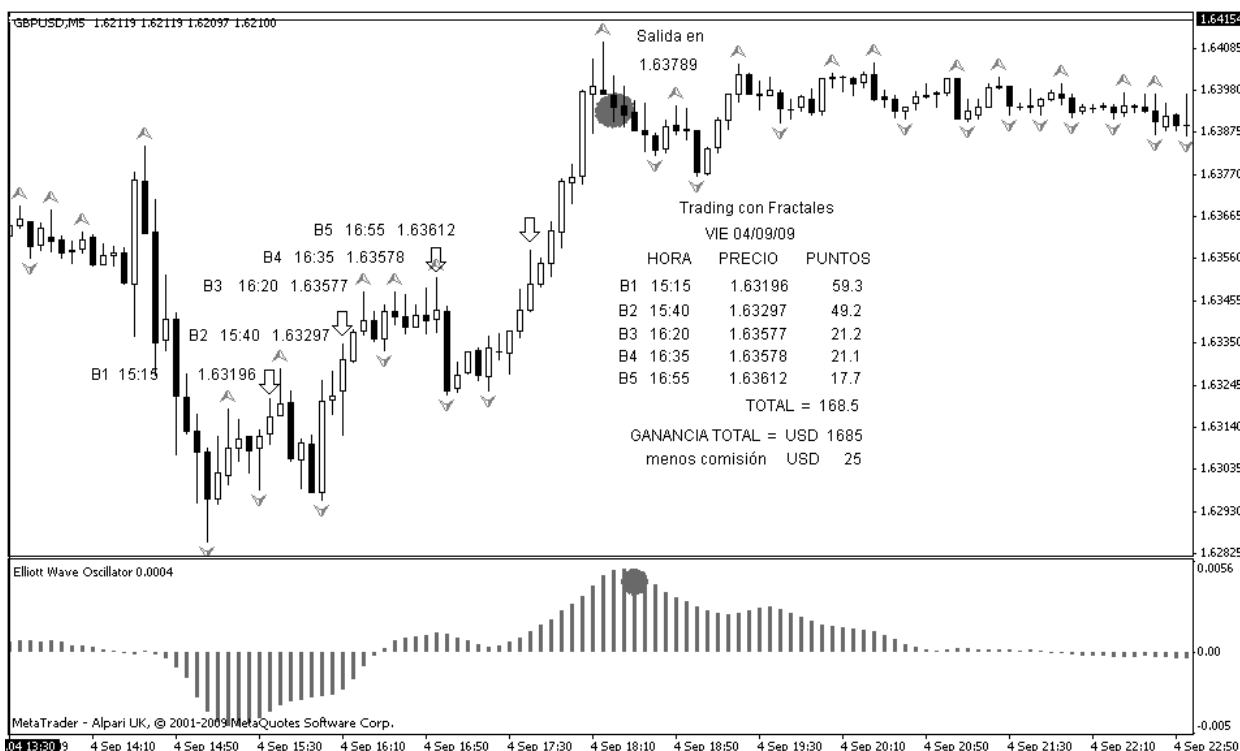 GBPUSD,M5 1.62119 1.62119 1.62097 1.62100
Salida en
1.63789
B5 16:55 1.63612
B4 16:35 1.63578
B3 16:20 1.63577
B2 15:40 1.63297
B1 15:15 1.63196
Trading con Fractales
VIE 04/09/09
HORA PRECIO PUNTOS
B1 15:15 1.63196 59.3
B2 15:40 1.63297 49.2
B3 16:20 1.63577 21.2
B4 16:35 1.63578 21.1
B5 16:55 1.63612 17.7
TOTAL = 168.5
GANANCIA TOTAL = USD 1685
menos comisión USD 25
1.64154
1.64085
1.63980
1.63875
1.63770
1.63665
1.63560
1.63455
1.63350
1.63245
1.63140
1.63035
1.62930
1.62825
Elliott Wave Oscillator 0.0004
0.0056
0.00
-0.005
MetaTrader - Alpari UK, © 2001-2009 MetaQuotes Software Corp.
.04 13:30 4 Sep 14:10 4 Sep 14:50 4 Sep 15:30 4 Sep 16:10 4 Sep 16:50 4 Sep 17:30 4 Sep 18:10 4 Sep 18:50 4 Sep 19:30 4 Sep 20:10 4 Sep 20:50 4 Sep 21:30 4 Sep 22:10 4 Sep 22:50